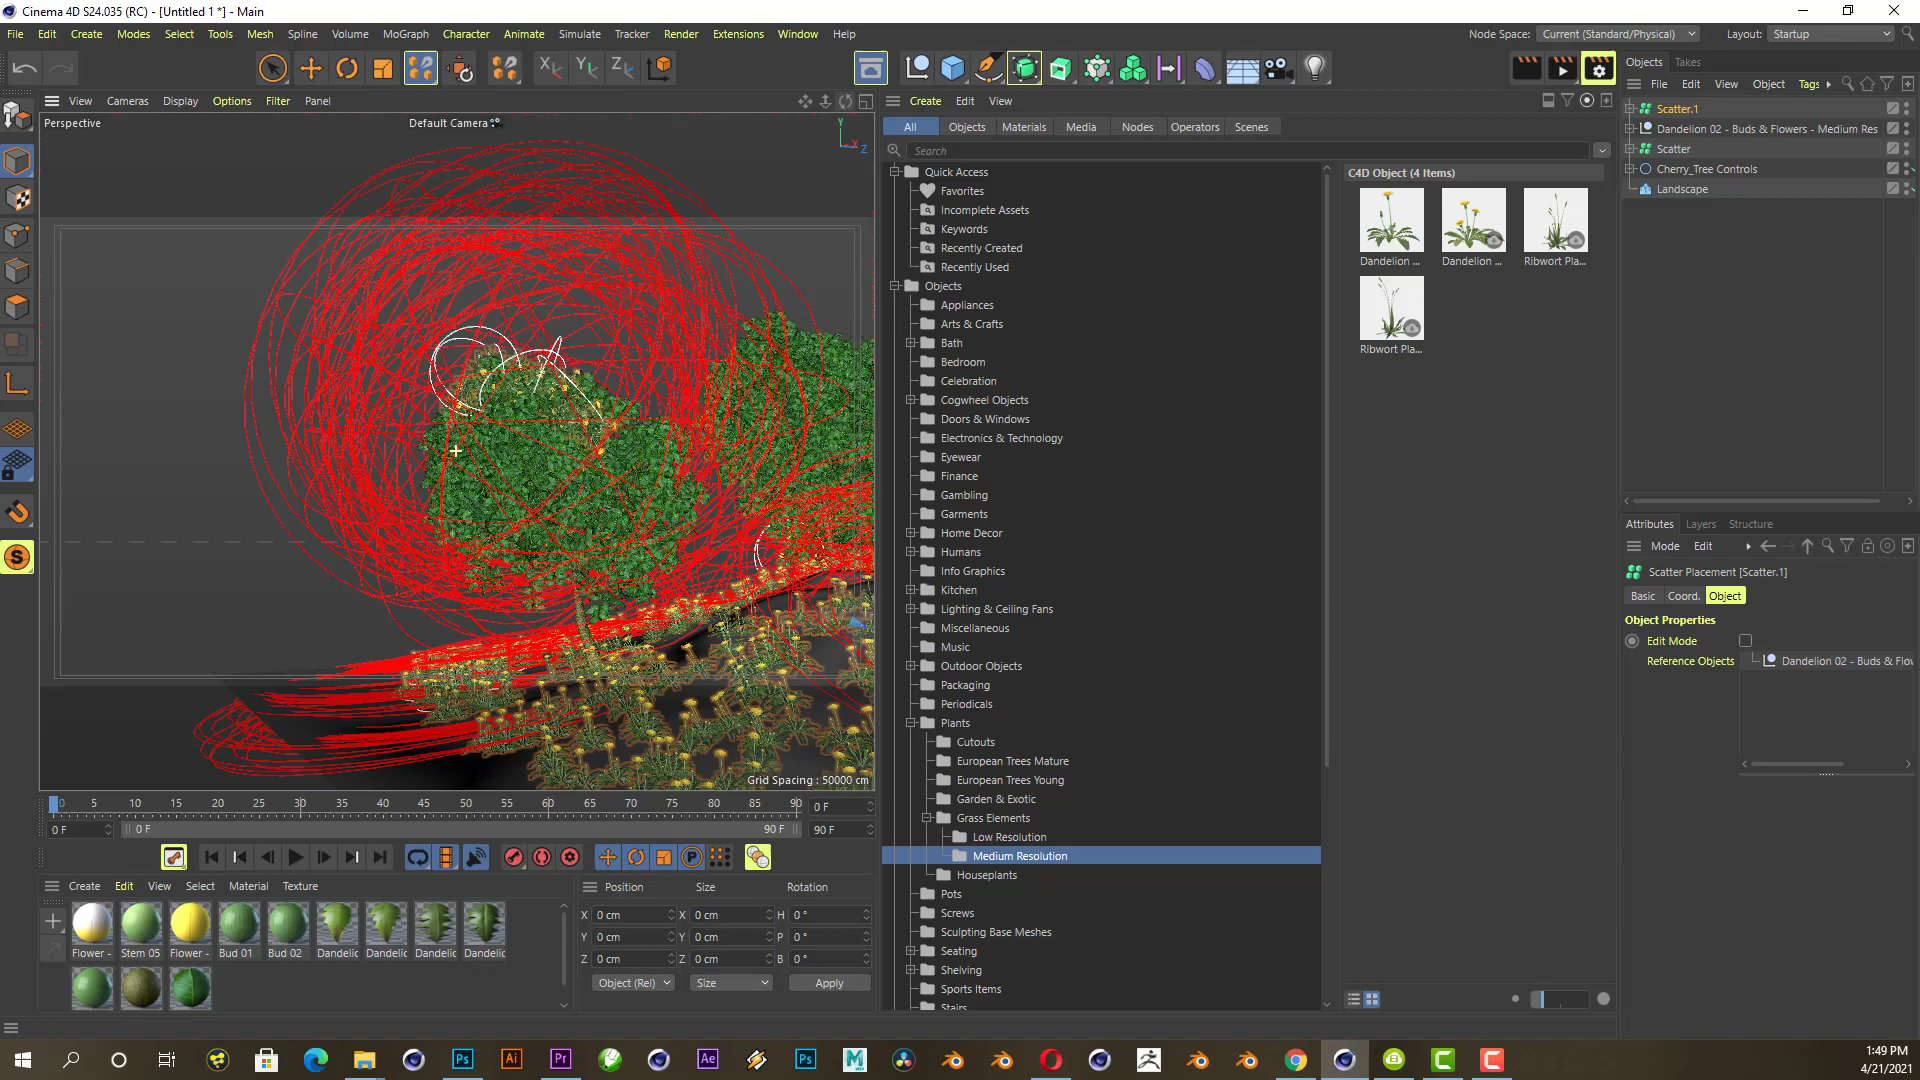 Cinema 4D S24.035 (RC) - [Untitled 1 *] - Main
File Edit Create Modes Select Tools Mesh Spline Volume MoGraph Character Animate Simulate Tracker Render Extensions Window Help
Node Space: Current (Standard/Physical) Layout: Startup
Objects Takes
File Edit View Object Tags
Scatter.1
Dandelion 02 - Buds & Flowers - Medium Res
Scatter
Cherry_Tree Controls
Landscape
View Cameras Display Options Filter Panel
Perspective
Default Camera
Y
X
Z
Grid Spacing : 50000 cm
Create Edit View
All Objects Materials Media Nodes Operators Scenes
Search
Quick Access
Favorites
Incomplete Assets
Keywords
Recently Created
Recently Used
Objects
Appliances
Arts & Crafts
Bath
Bedroom
Celebration
Cogwheel Objects
Doors & Windows
Electronics & Technology
Eyewear
Finance
Gambling
Garments
Home Decor
Humans
Info Graphics
Kitchen
Lighting & Ceiling Fans
Miscellaneous
Music
Outdoor Objects
Packaging
Periodicals
Plants
Cutouts
European Trees Mature
European Trees Young
Garden & Exotic
Grass Elements
Low Resolution
Medium Resolution
Houseplants
Pots
Screws
Sculpting Base Meshes
Seating
Shelving
Sports Items
Stairs
C4D Object (4 Items)
Dandelion ...
Dandelion ...
Ribwort Pla...
Ribwort Pla...
Attributes Layers Structure
Mode Edit
Scatter Placement [Scatter.1]
Basic Coord. Object
Object Properties
Edit Mode
Reference Objects Dandelion 02 - Buds & Flov
0 5 10 15 20 25 30 35 40 45 50 55 60 65 70 75 80 85 90 0 F
0 F 0 F 90 F 90 F
Create Edit View Select Material Texture
Flower - Stem 05 Flower - Bud 01 Bud 02 Dandelic Dandelic Dandelic Dandelic
Position Size Rotation
X 0 cm X 0 cm H 0 °
Y 0 cm Y 0 cm P 0 °
Z 0 cm Z 0 cm B 0 °
Object (Rel) Size Apply
Ps Ai Pr Ae Ps M
1:49 PM
4/21/2021